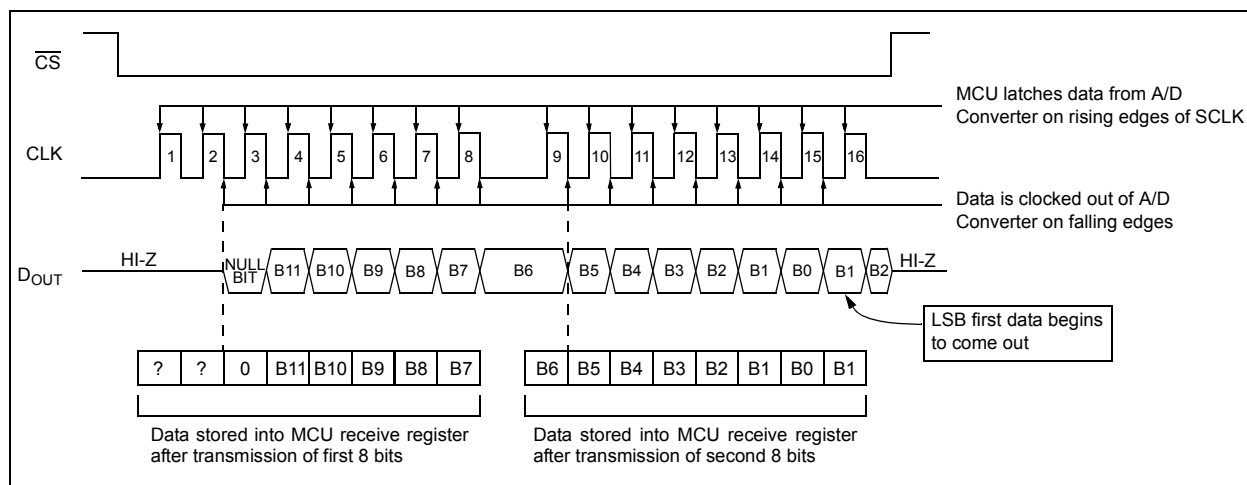 CS
MCU latches data from A/D
Converter on rising edges of SCLK
CLK
1 2 3 4 5 6 7 8 9 10 11 12 13 14 15 16
Data is clocked out of A/D
Converter on falling edges
HI-Z
DOUT
NULL
BIT
B11 B10 B9 B8 B7 B6 B5 B4 B3 B2 B1 B0 B1 B2
HI-Z
LSB first data begins
to come out
? ? 0 B11 B10 B9 B8 B7
B6 B5 B4 B3 B2 B1 B0 B1
Data stored into MCU receive register
after transmission of first 8 bits
Data stored into MCU receive register
after transmission of second 8 bits